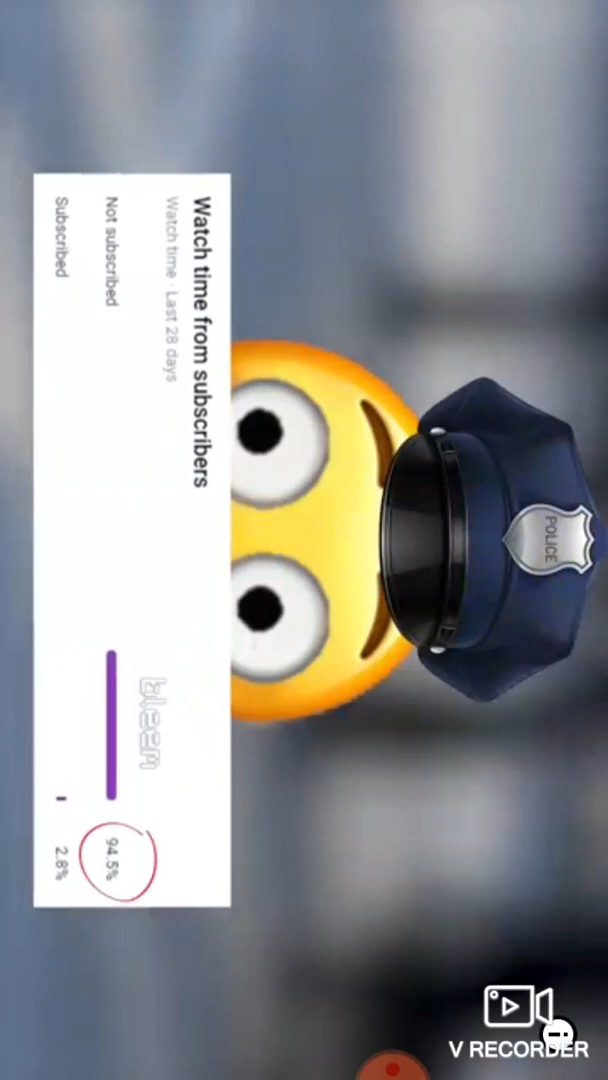 POLICE
Watch time from subscribers
Watch time · Last 28 days
Not subscribed 94.5%
Subscribed 2.8%
V RECORDER